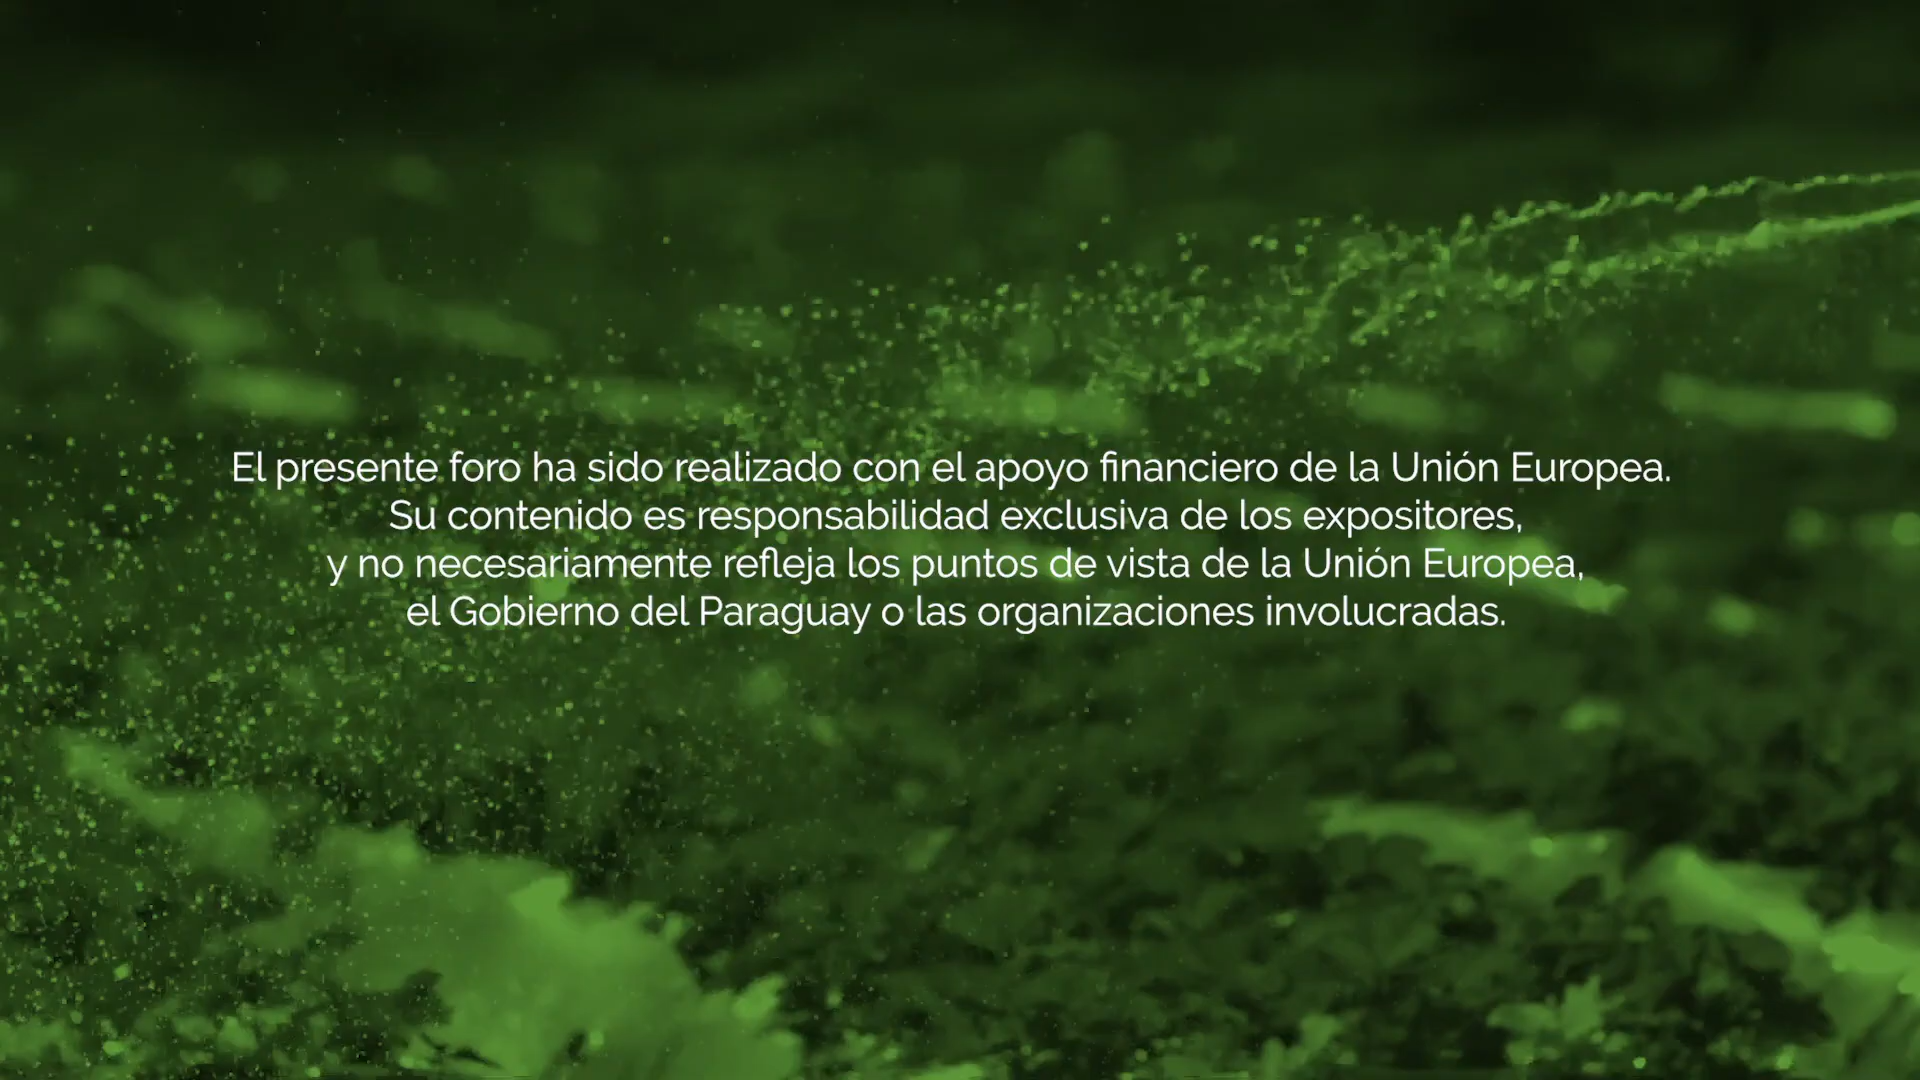 El presente foro ha sido realizado con el apoyo financiero de la Unión Europea.
Su contenido es responsabilidad exclusiva de los expositores,
y no necesariamente refleja los puntos de vista de la Unión Europea,
el Gobierno del Paraguay o las organizaciones involucradas.